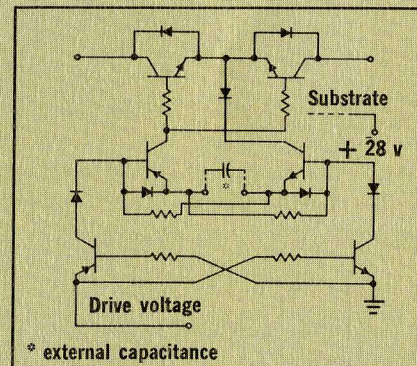 Substrate
+ 28 v
*
Drive voltage
* external capacitance